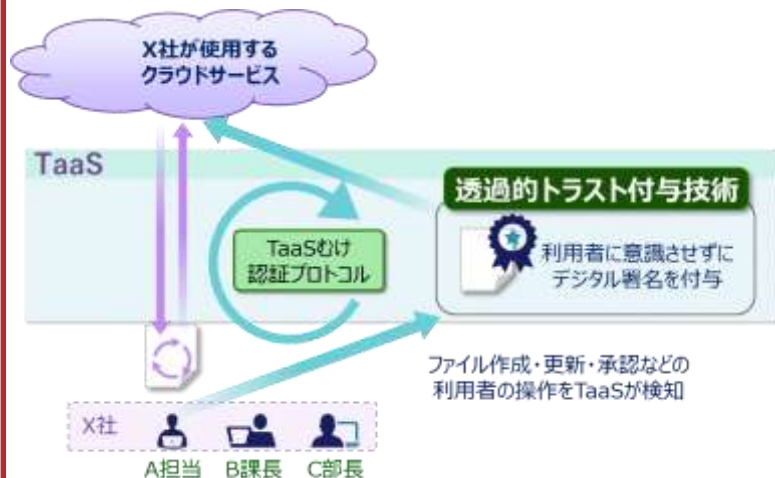 X社が使用する
クラウドサービス
TaaS
透過的トラスト付与技術
TaaSむけ
認証プロトコル
利用者に意識させずに
デジタル署名を付与
ファイル作成・更新・承認などの
利用者の操作をTaaSが検知
X社
A担当 B課長 C部長